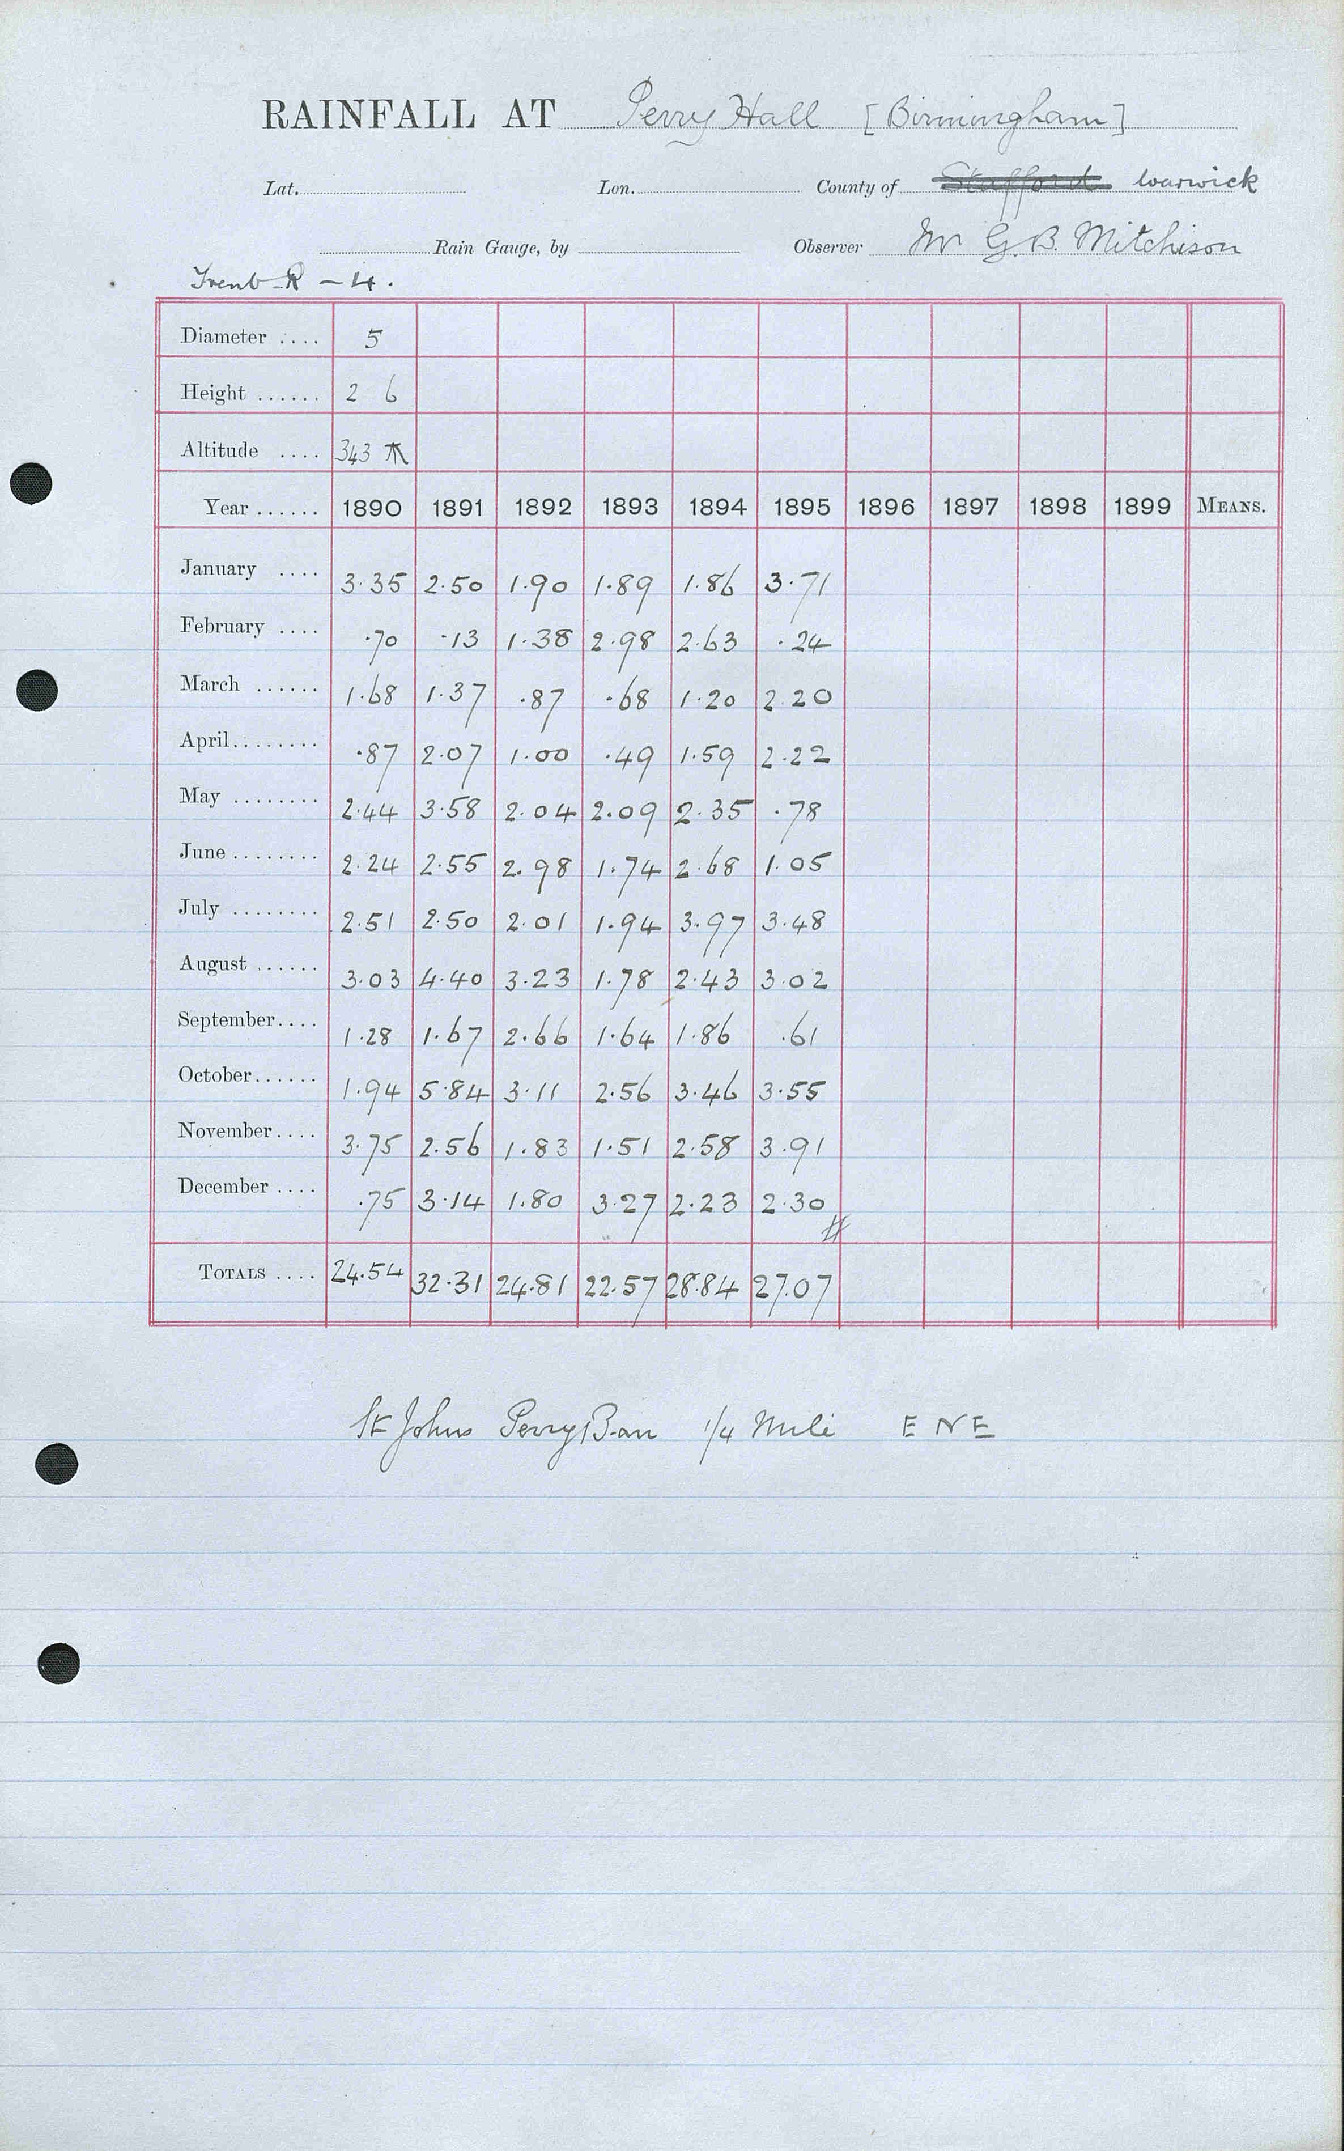 RAINFALL AT Perry Hall [Birmingham]
Lat. Lon. County of Stafford Warwick
Rain Gauge, by Observer Mr G.B. Mitchison
Trent R - 4.
Diameter .... 5
Height ...... 2 6
Altitude .... 343
Year ...... 1890 1891 1892 1893 1894 1895 1896 1897 1898 1899 MEANS.
January .... 3.35 2.50 1.90 1.89 1.86 3.71
February .... .70 .13 1.38 2.98 2.63 .24
March ...... 1.68 1.37 .87 .68 1.20 2.20
April........ .87 2.07 1.00 .49 1.59 2.22
May ........ 2.44 3.58 2.04 2.09 2.35 .78
June ........ 2.24 2.55 2.98 1.74 2.68 1.05
July ........ 2.51 2.50 2.01 1.94 3.97 3.48
August ...... 3.03 4.40 3.23 1.78 2.43 3.02
September.... 1.28 1.67 2.66 1.64 1.86 .61
October...... 1.94 5.84 3.11 2.56 3.46 3.55
November.... 3.75 2.56 1.83 1.51 2.58 3.91
December .... .75 3.14 1.80 3.27 2.23 2.30
TOTALS .... 24.54 32.31 24.81 22.57 28.84 27.07
St Johns Perry Bar 1/4 Mile E N E